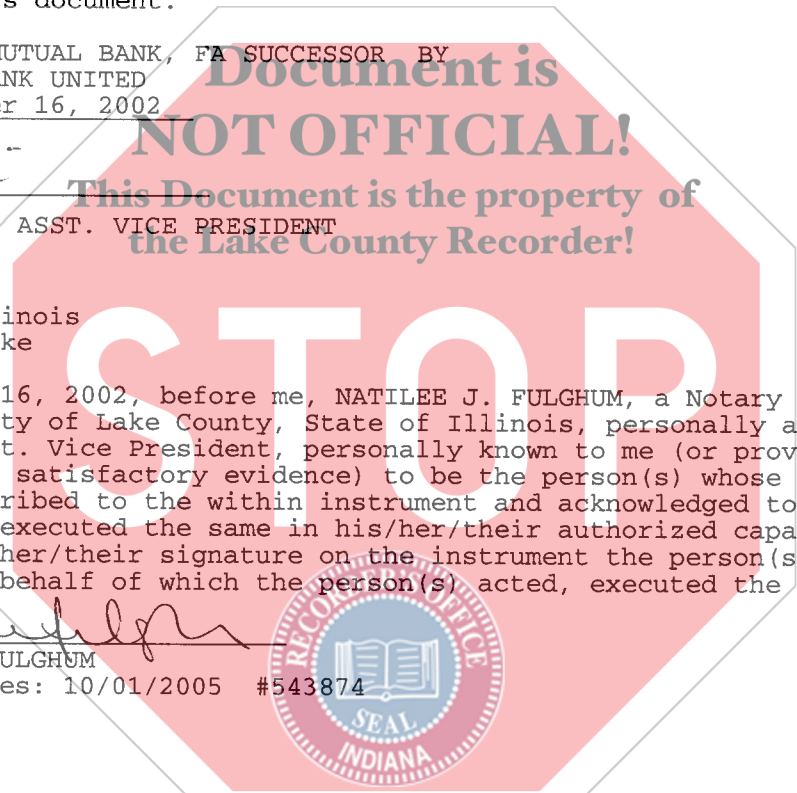 s document.
MUTUAL BANK, FA SUCCESSOR BY
NK UNITED
r 16, 2002
Document is
NOT OFFICIAL!
This Document is the property of
the Lake County Recorder!
ASST. VICE PRESIDENT
inois
ke
STOP
16, 2002, before me, NATILEE J. FULGHUM, a Notary
ty of Lake County, State of Illinois, personally a
t. Vice President, personally known to me (or prov
satisfactory evidence) to be the person(s) whose
ribed to the within instrument and acknowledged to
executed the same in his/her/their authorized capa
her/their signature on the instrument the person(s
behalf of which the person(s) acted, executed the
ULGHUM
es: 10/01/2005 #543874
RECORDER'S OFFICE
SEAL
INDIANA